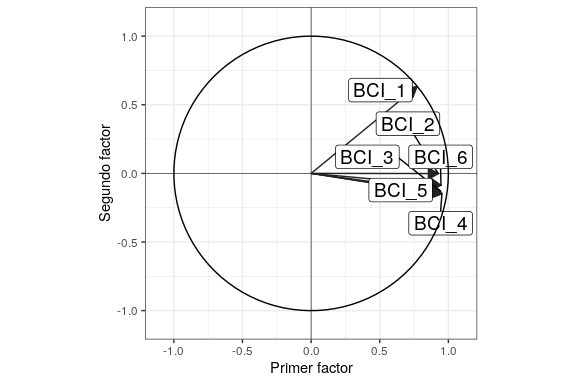 1.0
0.5
0.0
-0.5
-1.0
Segundo factor
BCI_1
BCI_2
BCI_3
BCI_6
BCI_5
BCI_4
-1.0 -0.5 0.0 0.5 1.0
Primer factor